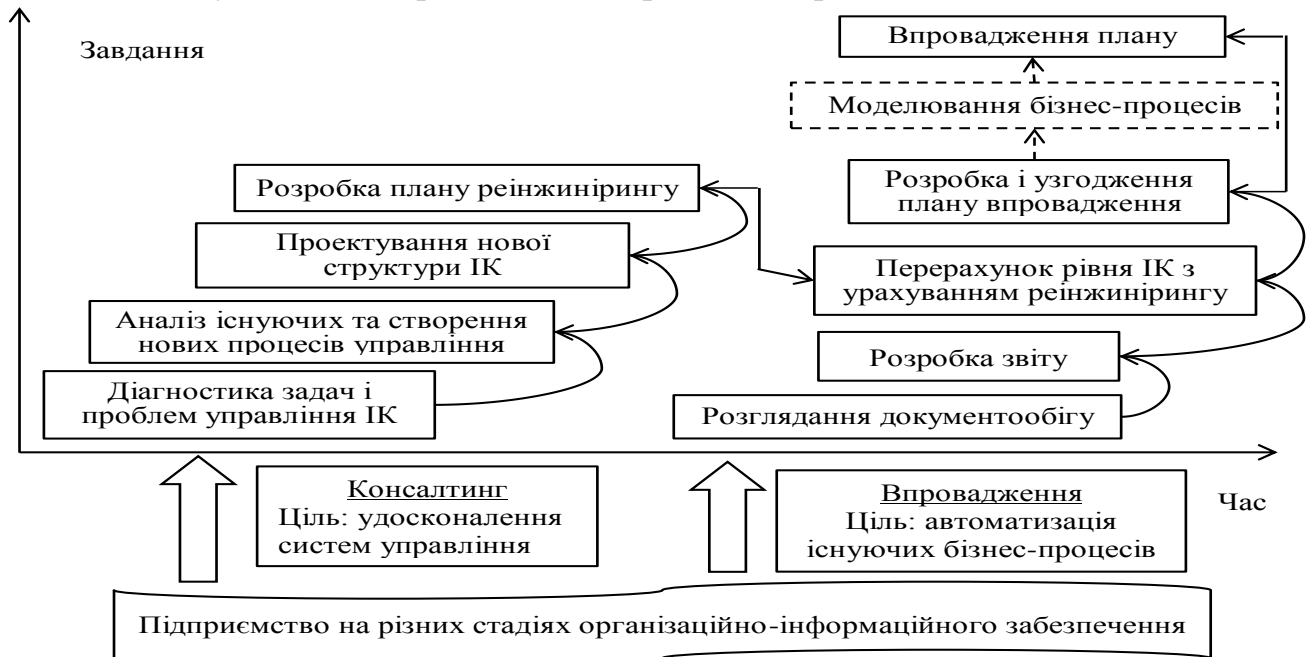 Завдання
Впровадження плану
Моделювання бізнес-процесів
Розробка і узгодження
плану впровадження
Розробка плану реінжинірингу
Проектування нової
структури ІК
Перерахунок рівня ІК з
урахуванням реінжинірингу
Аналіз існуючих та створення
нових процесів управління
Розробка звіту
Діагностика задач і
проблем управління ІК
Розглядання документообігу
Консалтинг
Ціль: удосконалення
систем управління
Впровадження
Ціль: автоматизація
існуючих бізнес-процесів
Час
Підприємство на різних стадіях організаційно-інформаційного забезпечення